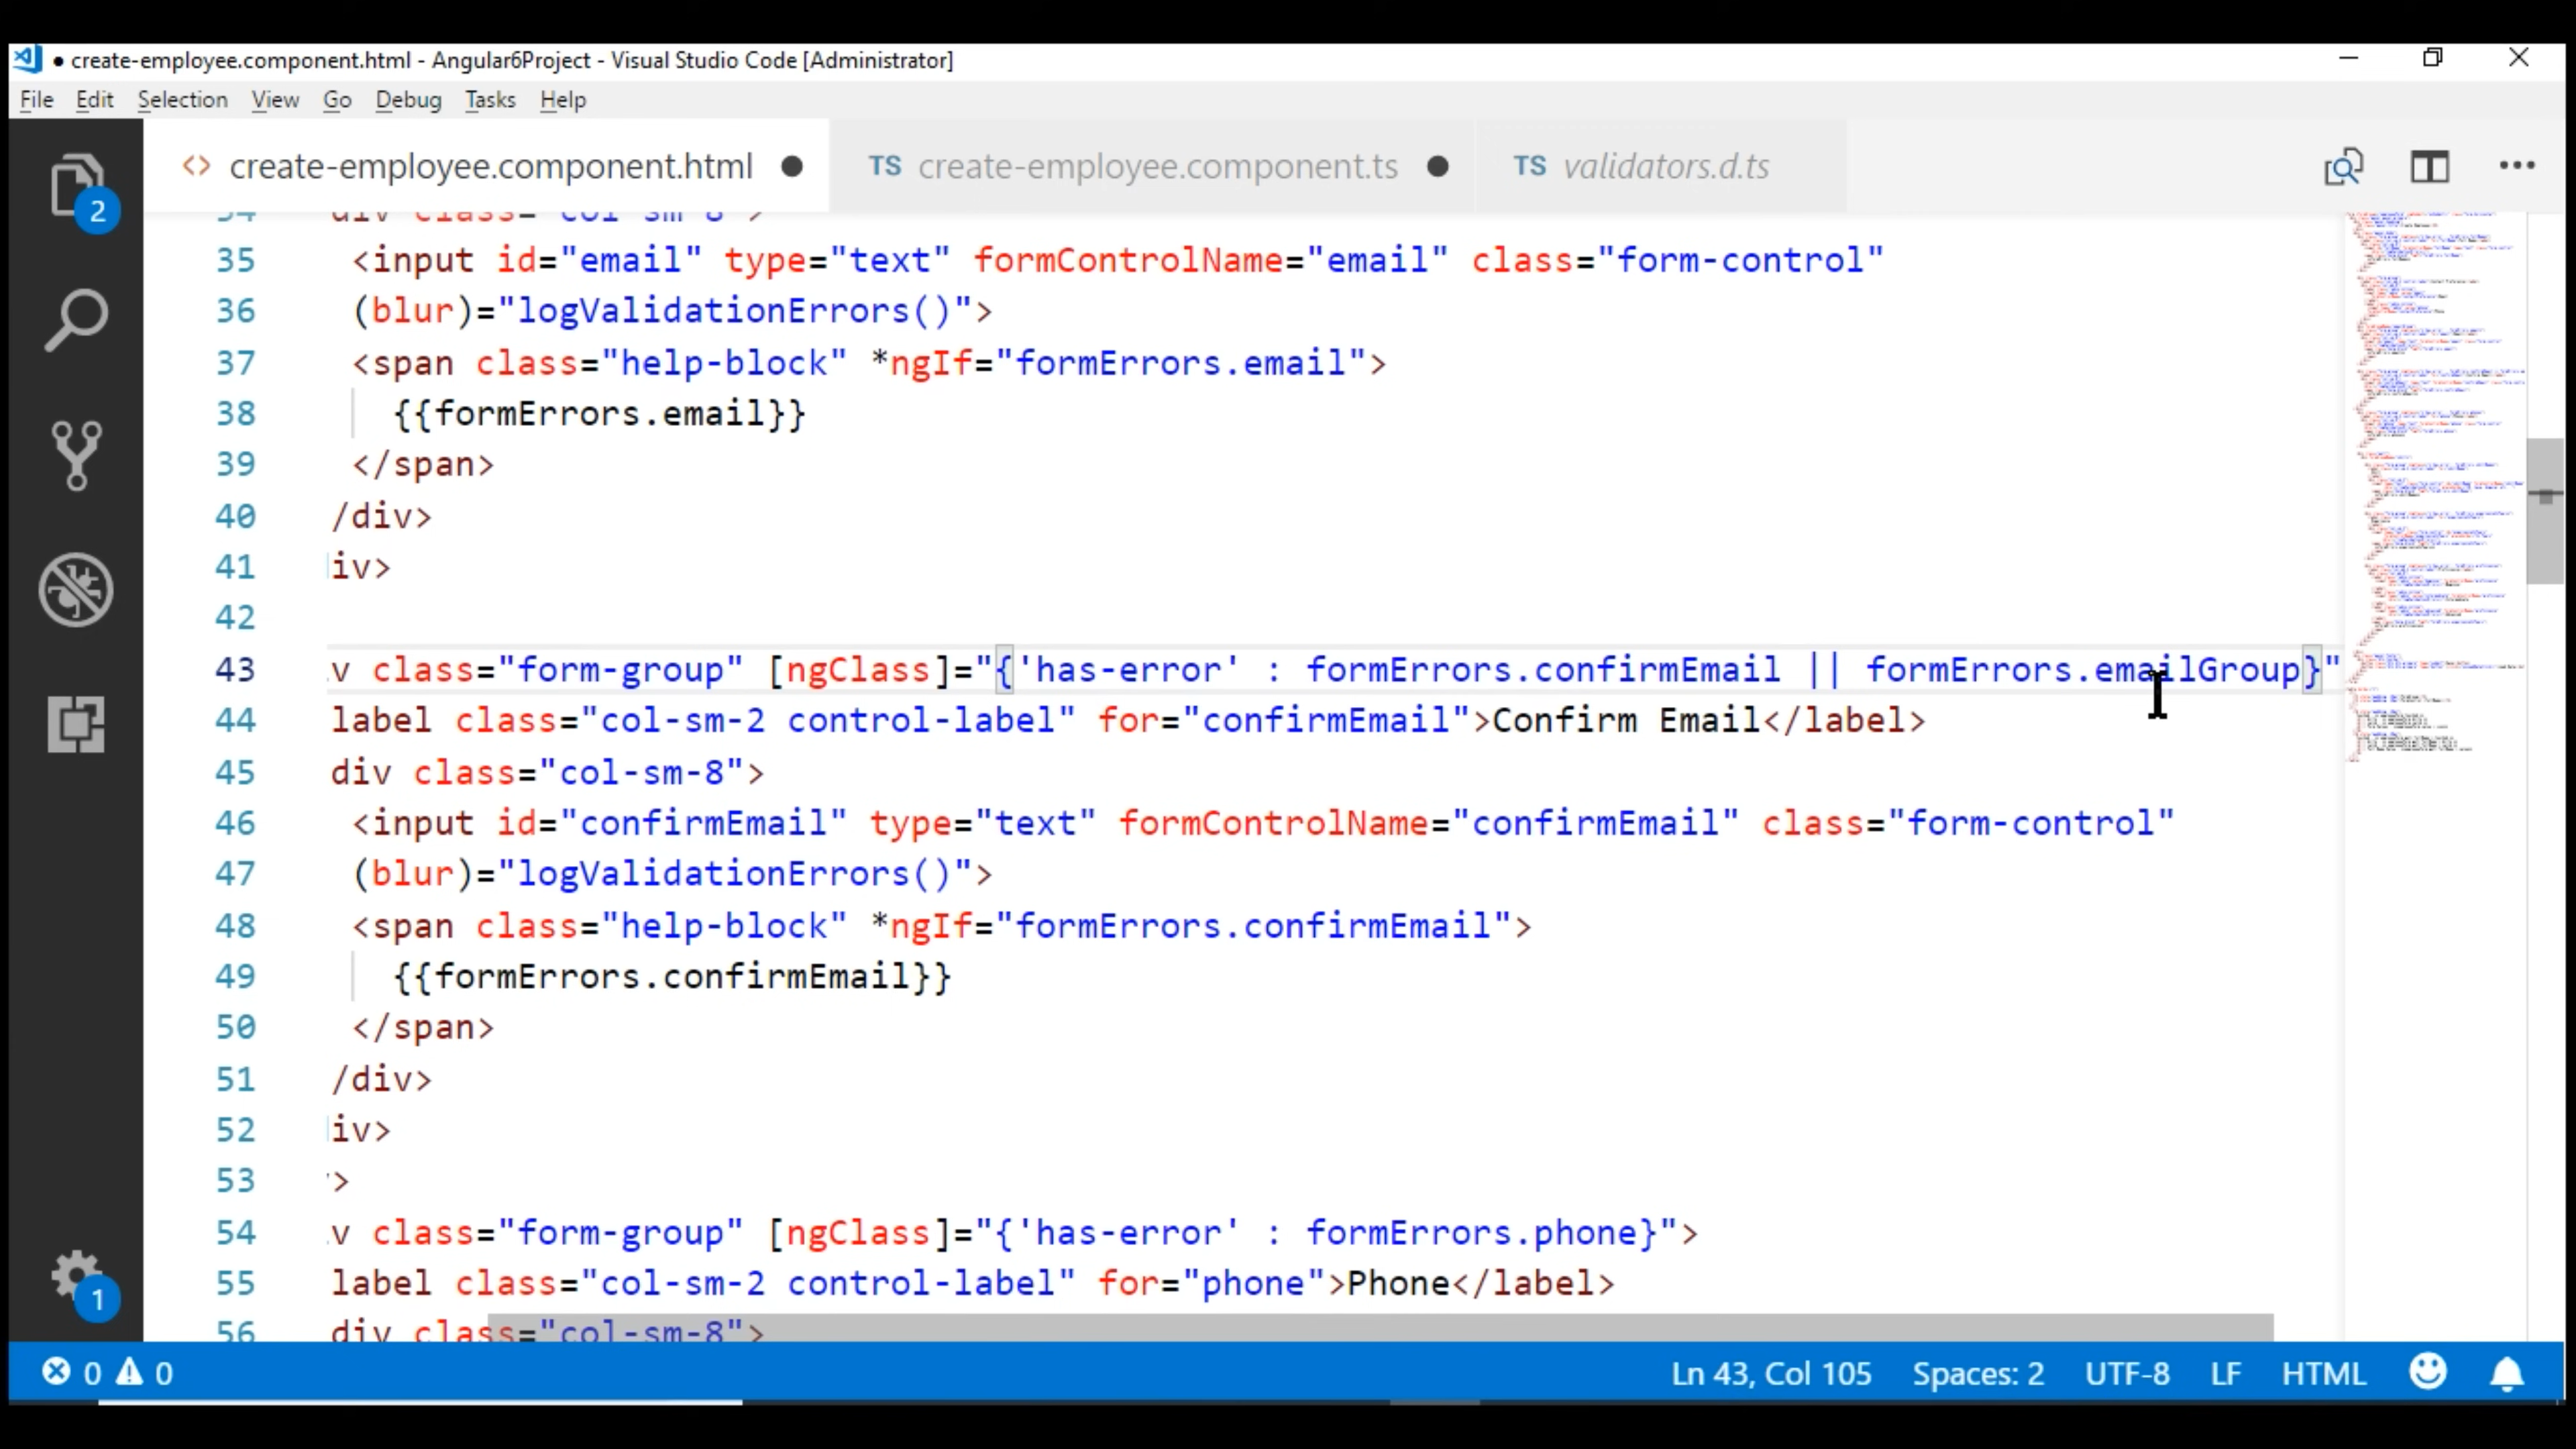 ● create-employee.component.html - Angular6Project - Visual Studio Code [Administrator]
File Edit Selection View Go Debug Tasks Help
<> create-employee.component.html ● TS create-employee.component.ts ● TS validators.d.ts
2
34 div class="col-sm-8">
35 <input id="email" type="text" formControlName="email" class="form-control"
36 (blur)="logValidationErrors()">
37 <span class="help-block" *ngIf="formErrors.email">
38 {{formErrors.email}}
39 </span>
40 /div>
41 iv>
42
43 v class="form-group" [ngClass]="{'has-error' : formErrors.confirmEmail || formErrors.emailGroup}"
44 label class="col-sm-2 control-label" for="confirmEmail">Confirm Email</label>
45 div class="col-sm-8">
46 <input id="confirmEmail" type="text" formControlName="confirmEmail" class="form-control"
47 (blur)="logValidationErrors()">
48 <span class="help-block" *ngIf="formErrors.confirmEmail">
49 {{formErrors.confirmEmail}}
50 </span>
51 /div>
52 iv>
53 >
54 v class="form-group" [ngClass]="{'has-error' : formErrors.phone}">
55 label class="col-sm-2 control-label" for="phone">Phone</label>
56 div class="col-sm-8">
1
0 0 Ln 43, Col 105 Spaces: 2 UTF-8 LF HTML